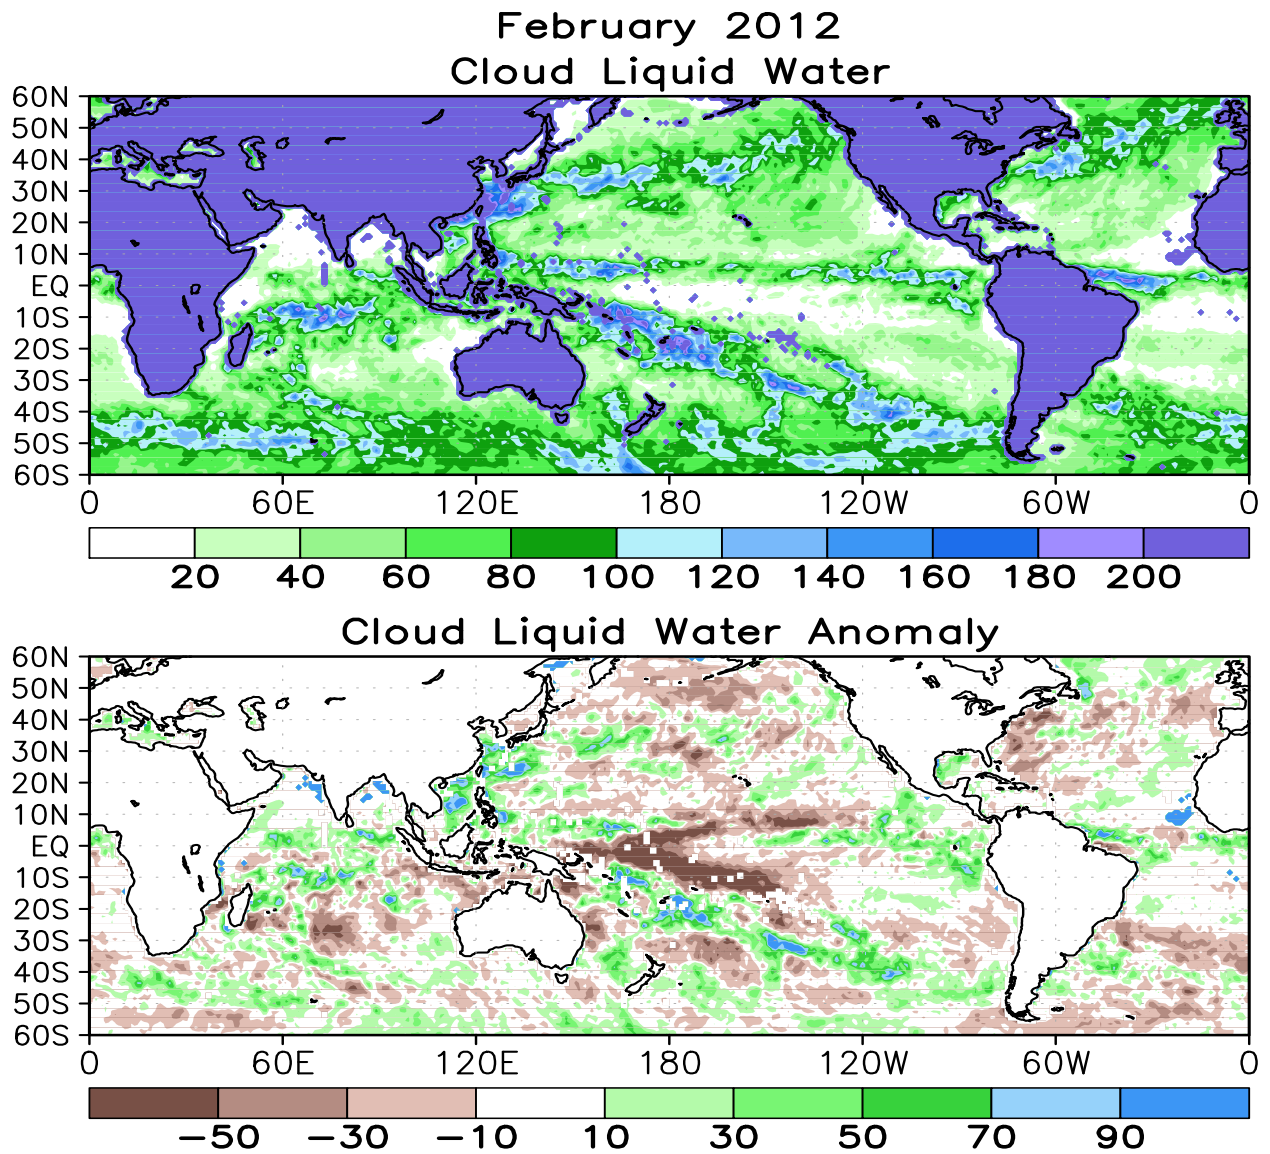 February 2012
Cloud Liquid Water
60N
50N
40N
30N
20N
10N
EQ
10S
20S
30S
40S
50S
60S
0 60E 120E 180 120W 60W 0
20 40 60 80 100 120 140 160 180 200
Cloud Liquid Water Anomaly
60N
50N
40N
30N
20N
10N
EQ
10S
20S
30S
40S
50S
60S
0 60E 120E 180 120W 60W 0
−50 −30 −10 10 30 50 70 90